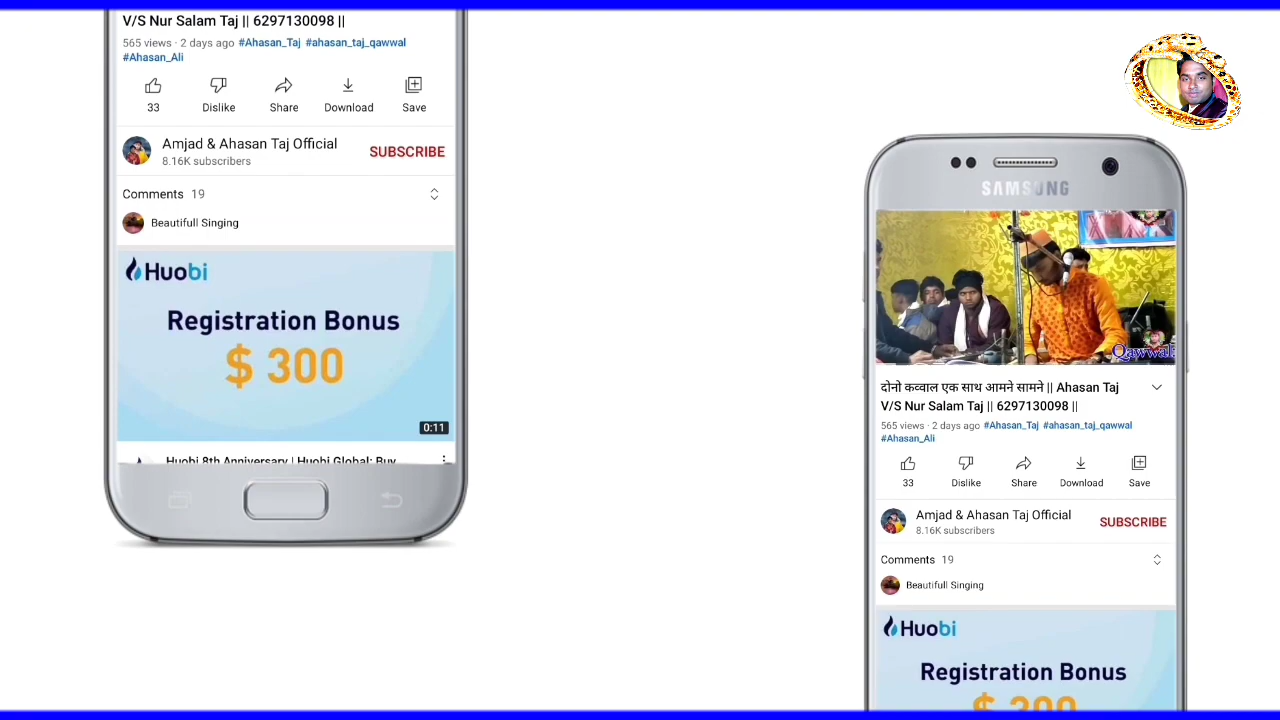 V/S Nur Salam Taj || 6297130098 ||
565 views · 2 days ago #Ahasan_Taj #ahasan_taj_qawwal
#Ahasan_Ali
33 Dislike Share Download Save
Amjad & Ahasan Taj Official
8.16K subscribers
SUBSCRIBE
Comments 19
Beautifull Singing
Huobi
Registration Bonus
$ 300
0:11
Huobi 8th Anniversary | Huobi Global: Buy
SAMSUNG
Qawwali
दोनो कव्वाल एक साथ आमने सामने || Ahasan Taj
V/S Nur Salam Taj || 6297130098 ||
565 views · 2 days ago #Ahasan_Taj #ahasan_taj_qawwal
#Ahasan_Ali
33 Dislike Share Download Save
Amjad & Ahasan Taj Official
8.16K subscribers
SUBSCRIBE
Comments 19
Beautifull Singing
Huobi
Registration Bonus
$ 300